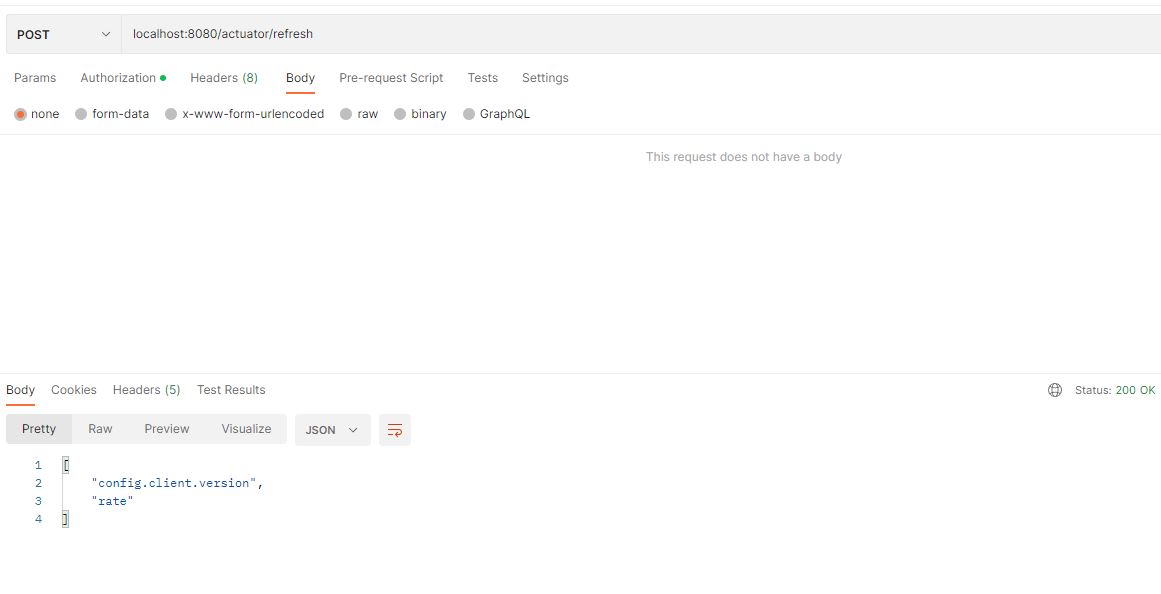 POST localhost:8080/actuator/refresh
Params Authorization Headers (8) Body Pre-request Script Tests Settings
none form-data x-www-form-urlencoded raw binary GraphQL
This request does not have a body
Body Cookies Headers (5) Test Results Status: 200 OK
Pretty Raw Preview Visualize JSON
1 [
2 "config.client.version",
3 "rate"
4 ]